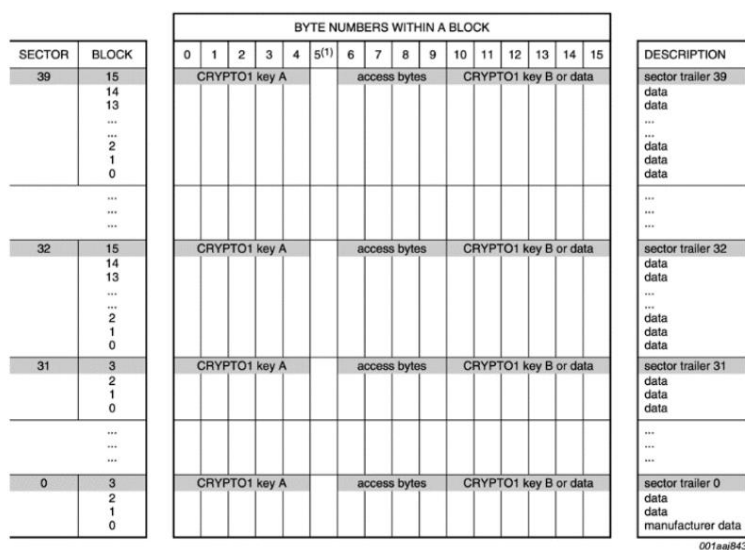 BYTE NUMBERS WITHIN A BLOCK
SECTOR BLOCK 0 1 2 3 4 5(1) 6 7 8 9 10 11 12 13 14 15 DESCRIPTION
39 15 CRYPTO1 key A access bytes CRYPTO1 key B or data sector trailer 39
14 data
13 data
... ...
... ...
2 data
1 data
0 data
... ...
... ...
... ...
32 15 CRYPTO1 key A access bytes CRYPTO1 key B or data sector trailer 32
14 data
13 data
... ...
... ...
2 data
1 data
0 data
31 3 CRYPTO1 key A access bytes CRYPTO1 key B or data sector trailer 31
2 data
1 data
0 data
... ...
... ...
... ...
0 3 CRYPTO1 key A access bytes CRYPTO1 key B or data sector trailer 0
2 data
1 data
0 manufacturer data
001aaj843